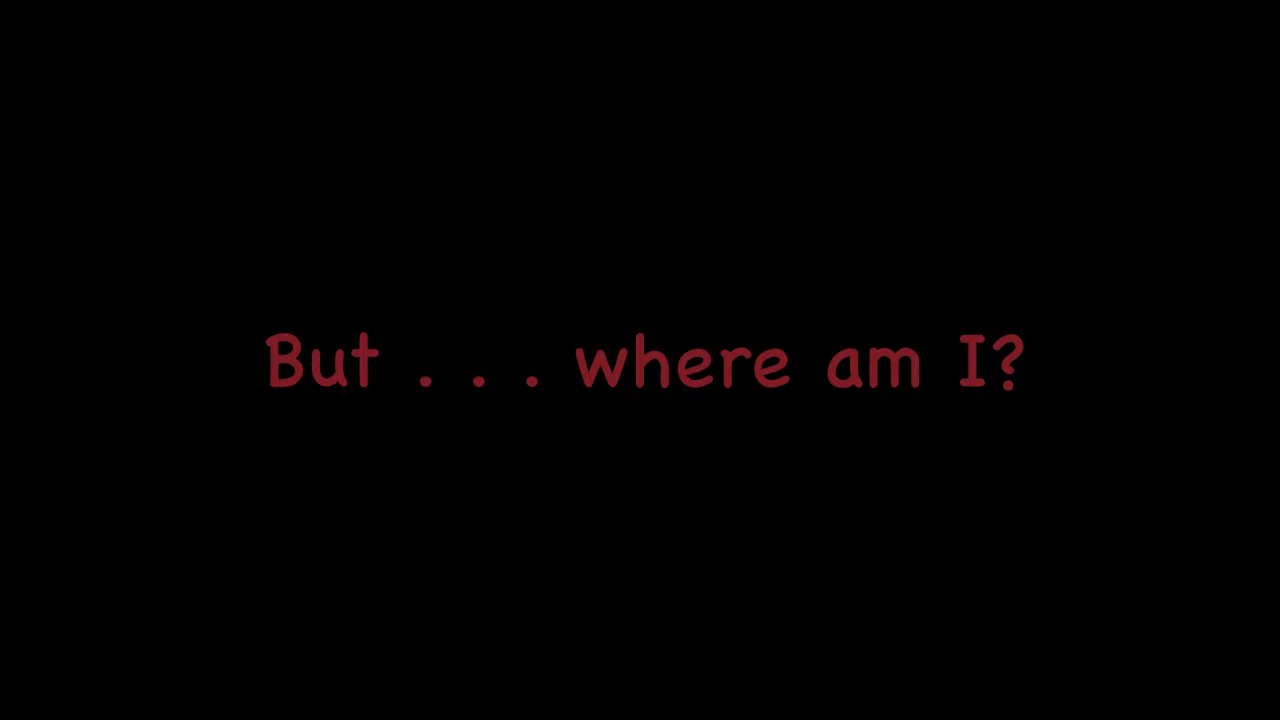 But . . . where am I?